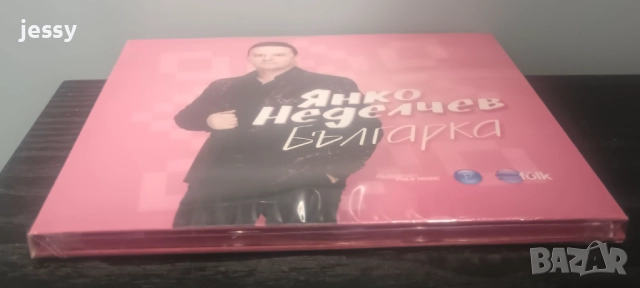 jessy
Янко
Неделчев
Българка
folk
BAZAR